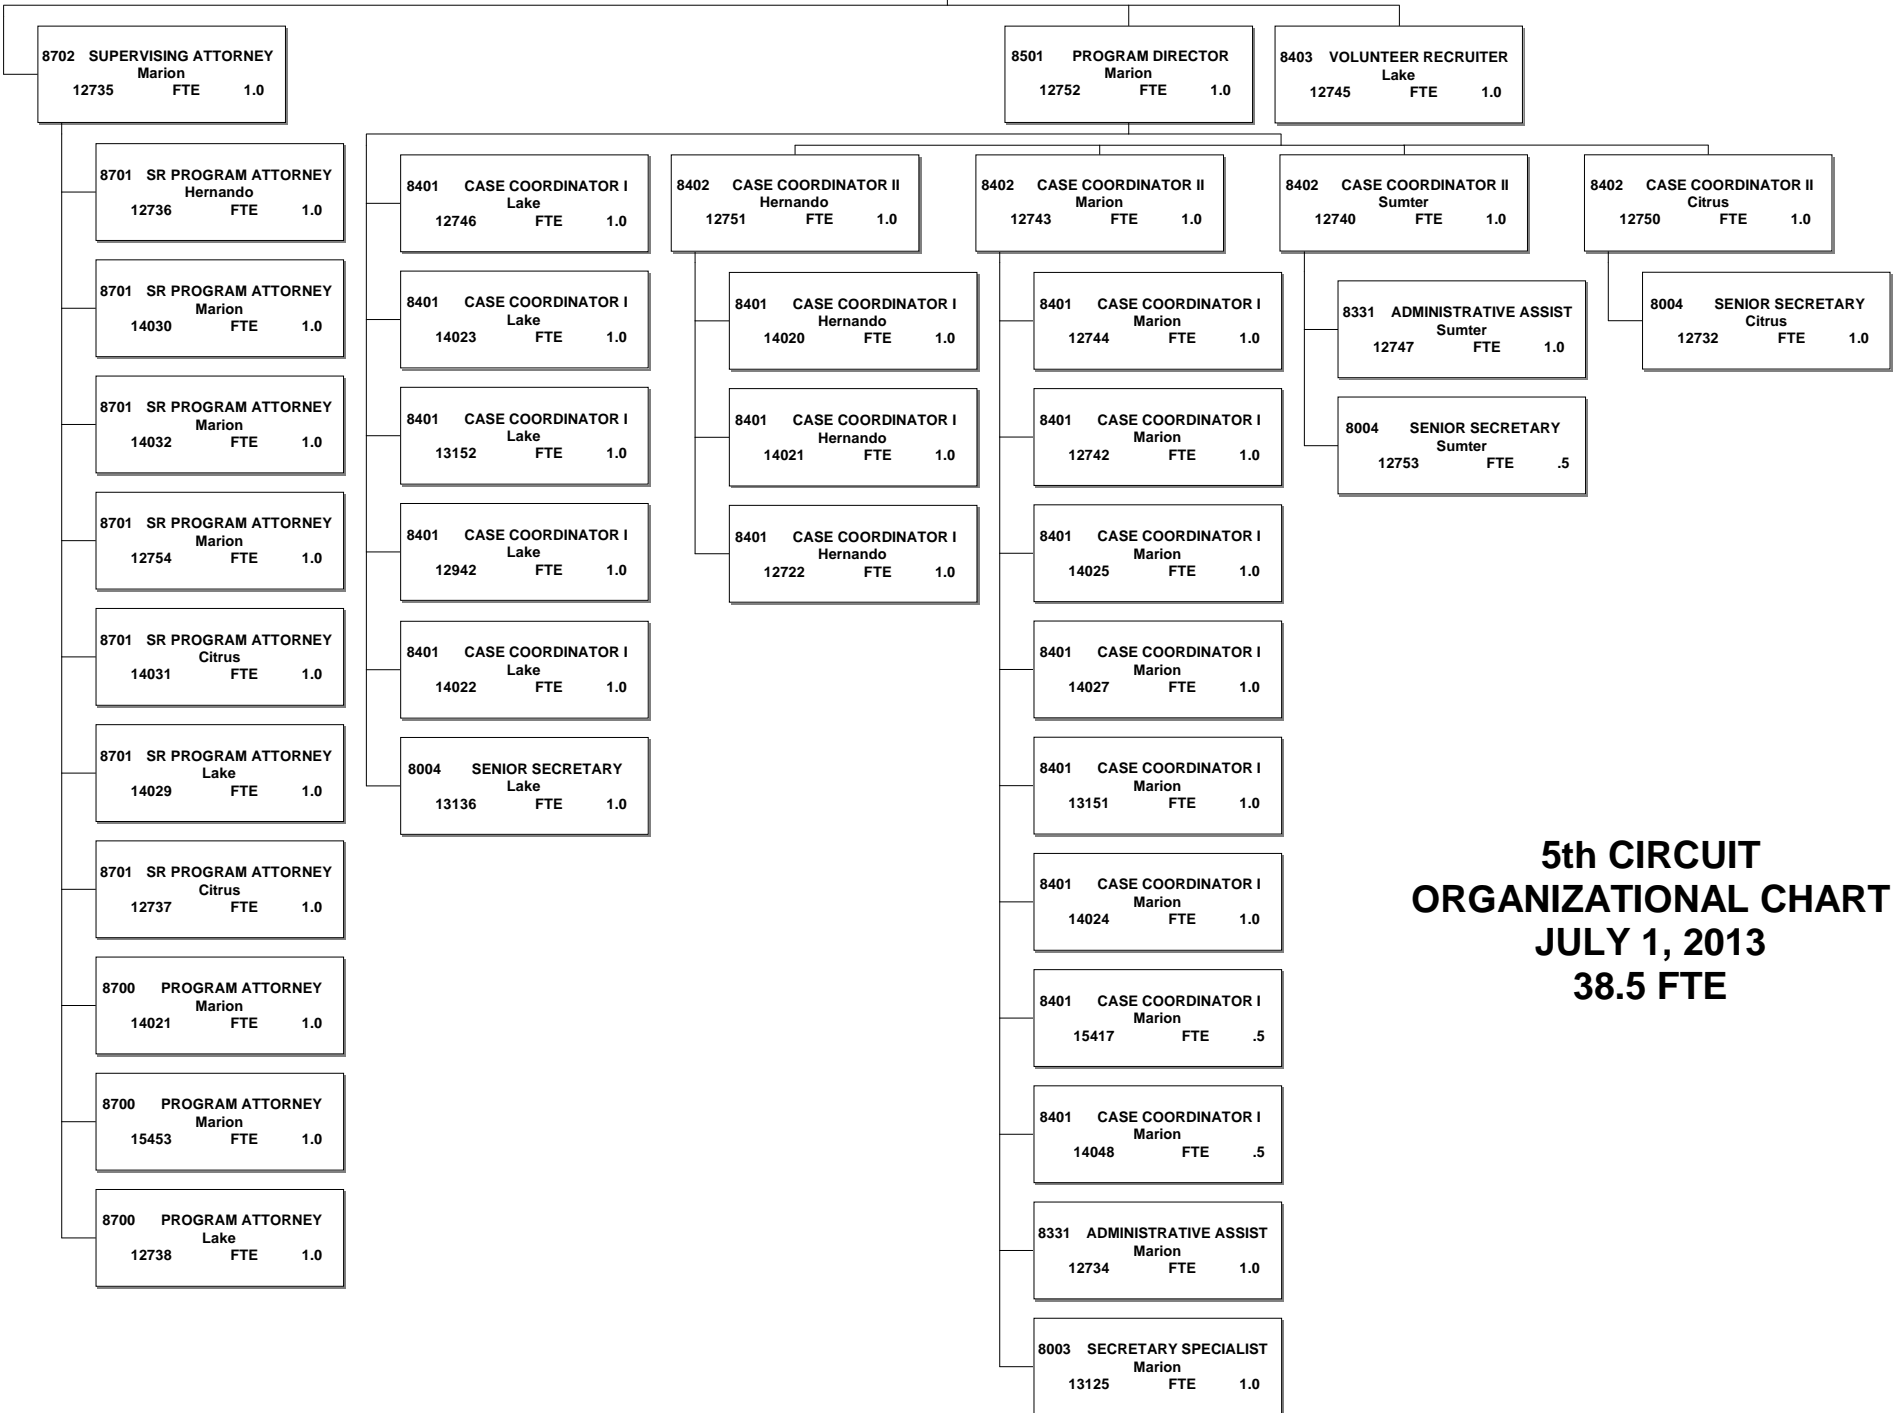 8702 SUPERVISING ATTORNEY
Marion
12735 FTE 1.0
8501 PROGRAM DIRECTOR
Marion
12752 FTE 1.0
8403 VOLUNTEER RECRUITER
Lake
12745 FTE 1.0
8701 SR PROGRAM ATTORNEY
Hernando
12736 FTE 1.0
8701 SR PROGRAM ATTORNEY
Marion
14030 FTE 1.0
8701 SR PROGRAM ATTORNEY
Marion
14032 FTE 1.0
8701 SR PROGRAM ATTORNEY
Marion
12754 FTE 1.0
8701 SR PROGRAM ATTORNEY
Citrus
14031 FTE 1.0
8701 SR PROGRAM ATTORNEY
Lake
14029 FTE 1.0
8701 SR PROGRAM ATTORNEY
Citrus
12737 FTE 1.0
8700 PROGRAM ATTORNEY
Marion
14021 FTE 1.0
8700 PROGRAM ATTORNEY
Marion
15453 FTE 1.0
8700 PROGRAM ATTORNEY
Lake
12738 FTE 1.0
8401 CASE COORDINATOR I
Lake
12746 FTE 1.0
8401 CASE COORDINATOR I
Lake
14023 FTE 1.0
8401 CASE COORDINATOR I
Lake
13152 FTE 1.0
8401 CASE COORDINATOR I
Lake
12942 FTE 1.0
8401 CASE COORDINATOR I
Lake
14022 FTE 1.0
8004 SENIOR SECRETARY
Lake
13136 FTE 1.0
8402 CASE COORDINATOR II
Hernando
12751 FTE 1.0
8401 CASE COORDINATOR I
Hernando
14020 FTE 1.0
8401 CASE COORDINATOR I
Hernando
14021 FTE 1.0
8401 CASE COORDINATOR I
Hernando
12722 FTE 1.0
8402 CASE COORDINATOR II
Marion
12743 FTE 1.0
8401 CASE COORDINATOR I
Marion
12744 FTE 1.0
8401 CASE COORDINATOR I
Marion
12742 FTE 1.0
8401 CASE COORDINATOR I
Marion
14025 FTE 1.0
8401 CASE COORDINATOR I
Marion
14027 FTE 1.0
8401 CASE COORDINATOR I
Marion
13151 FTE 1.0
8401 CASE COORDINATOR I
Marion
14024 FTE 1.0
8401 CASE COORDINATOR I
Marion
15417 FTE .5
8401 CASE COORDINATOR I
Marion
14048 FTE .5
8331 ADMINISTRATIVE ASSIST
Marion
12734 FTE 1.0
8003 SECRETARY SPECIALIST
Marion
13125 FTE 1.0
8402 CASE COORDINATOR II
Sumter
12740 FTE 1.0
8331 ADMINISTRATIVE ASSIST
Sumter
12747 FTE 1.0
8004 SENIOR SECRETARY
Sumter
12753 FTE .5
8402 CASE COORDINATOR II
Citrus
12750 FTE 1.0
8004 SENIOR SECRETARY
Citrus
12732 FTE 1.0
5th CIRCUIT
ORGANIZATIONAL CHART
JULY 1, 2013
38.5 FTE